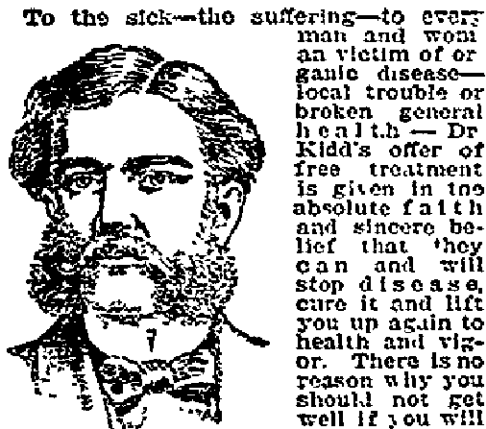 To the sick—the suffering—to every
man and wom
an victim of or
ganic disease—
local trouble or
broken general
health — Dr
Kidd's offer of
free treatment
is given in the
absolute faith
and sincere be-
lief that they
can and will
stop disease,
cure it and lift
you up again to
health and vig-
or. There is no
reason why you
should not get
well if you will